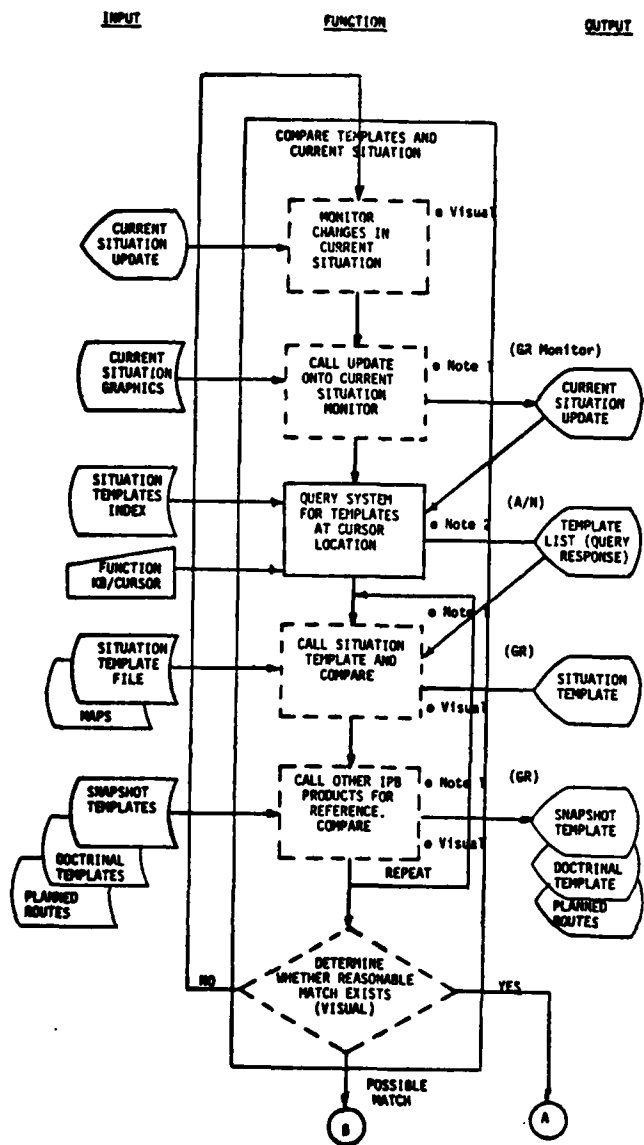 INPUT FUNCTION OUTPUT
COMPARE TEMPLATES AND
CURRENT SITUATION
MONITOR
CHANGES IN
CURRENT
SITUATION
● Visual
CURRENT
SITUATION
UPDATE
CURRENT
SITUATION
GRAPHICS
CALL UPDATE
ONTO CURRENT
SITUATION
MONITOR
● Note 1
(GR Monitor)
CURRENT
SITUATION
UPDATE
SITUATION
TEMPLATES
INDEX
QUERY SYSTEM
FOR TEMPLATES
AT CURSOR
LOCATION
● Note 2
(A/N)
TEMPLATE
LIST (QUERY
RESPONSE)
FUNCTION
KB/CURSOR
● Note 1
SITUATION
TEMPLATE
FILE
MAPS
CALL SITUATION
TEMPLATE AND
COMPARE
● Visual
(GR)
SITUATION
TEMPLATE
SNAPSHOT
TEMPLATES
DOCTRINAL
TEMPLATES
PLANNED
ROUTES
CALL OTHER IPB
PRODUCTS FOR
REFERENCE.
COMPARE
● Note 1
● Visual
(GR)
SNAPSHOT
TEMPLATE
DOCTRINAL
TEMPLATE
PLANNED
ROUTES
REPEAT
DETERMINE
WHETHER REASONABLE
MATCH EXISTS
(VISUAL)
NO
YES
POSSIBLE
MATCH
B
A